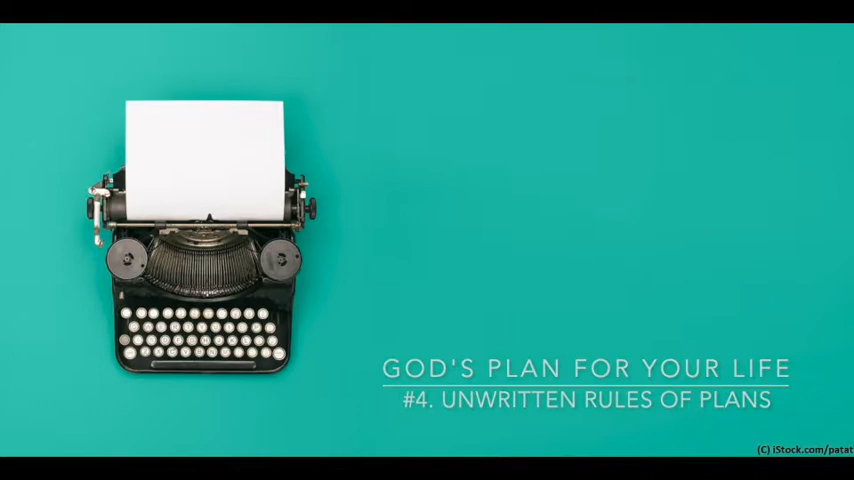 GOD'S PLAN FOR YOUR LIFE
#4. UNWRITTEN RULES OF PLANS
(C) iStock.com/patat